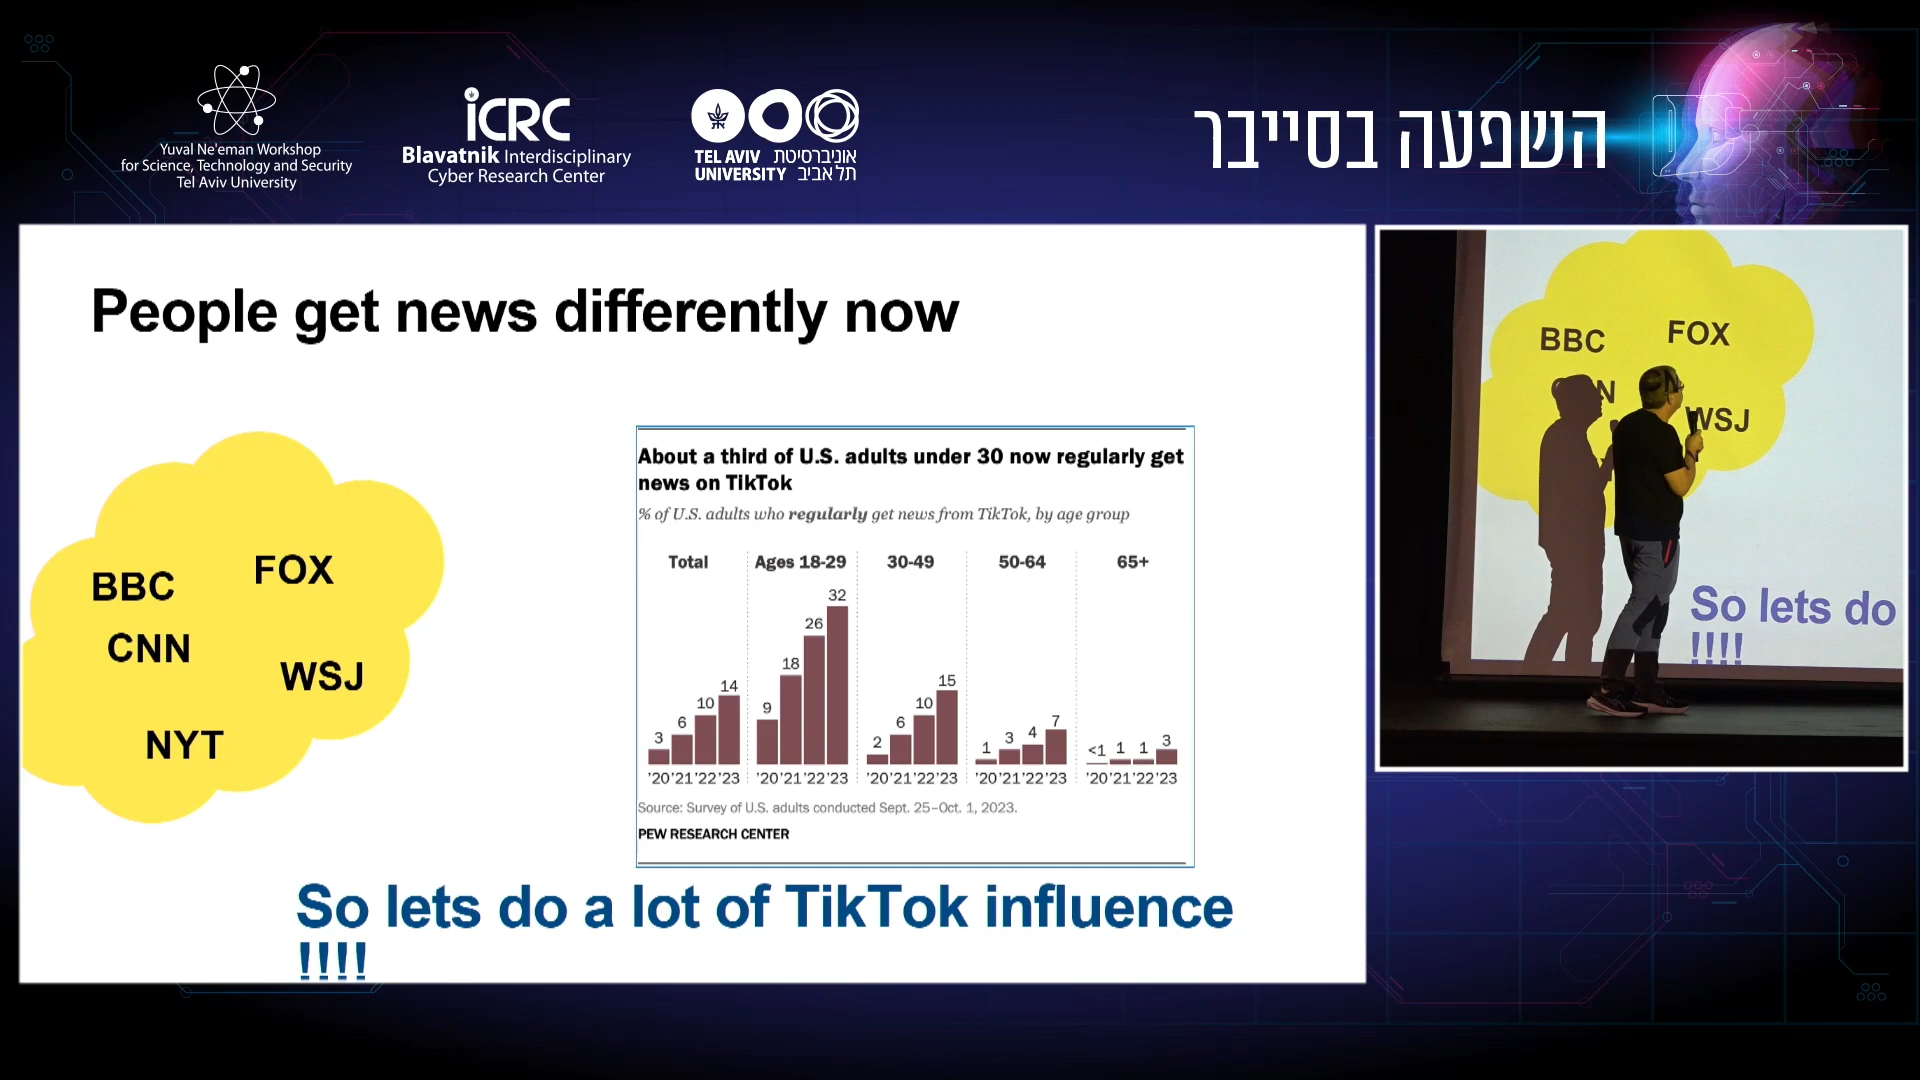 Yuval Ne'eman Workshop
for Science, Technology and Security
Tel Aviv University
iCRC
Blavatnik Interdisciplinary
Cyber Research Center
TEL AVIV אוניברסיטת
UNIVERSITY תל אביב
השפעה בסייבר
People get news differently now
BBC FOX
CNN
WSJ
NYT
About a third of U.S. adults under 30 now regularly get
news on TikTok
% of U.S. adults who regularly get news from TikTok, by age group
Total Ages 18-29 30-49 50-64 65+
3 6 10 14 9 18 26 32 2 6 10 15 1 3 4 7 <1 1 1 3
'20 '21 '22 '23 '20 '21 '22 '23 '20 '21 '22 '23 '20 '21 '22 '23 '20 '21 '22 '23
Source: Survey of U.S. adults conducted Sept. 25–Oct. 1, 2023.
PEW RESEARCH CENTER
So lets do a lot of TikTok influence
!!!!
BBC FOX
N
WSJ
So lets do
!!!!